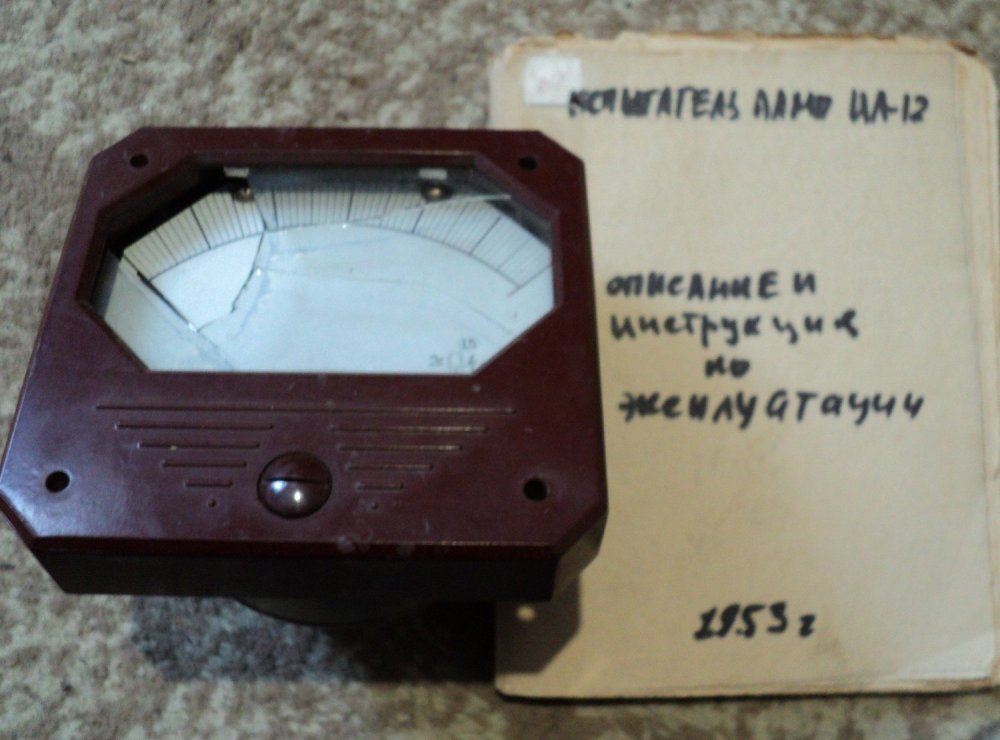 ИСПЫТАТЕЛЬ ЛАМП ИЛ-12
ОПИСАНИЕ И
ИНСТРУКЦИЯ
ПО
ЭКСПЛУАТАЦИИ
1953 г